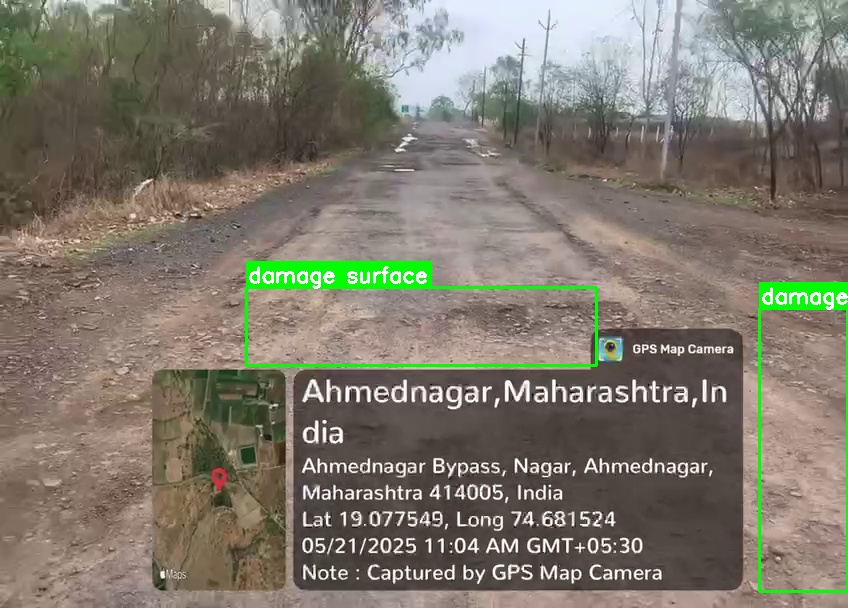 damage surface
damage
GPS Map Camera
Ahmednagar,Maharashtra,In
dia
Ahmednagar Bypass, Nagar, Ahmednagar,
Maharashtra 414005, India
Lat 19.077549, Long 74.681524
05/21/2025 11:04 AM GMT+05:30
Note : Captured by GPS Map Camera
Maps